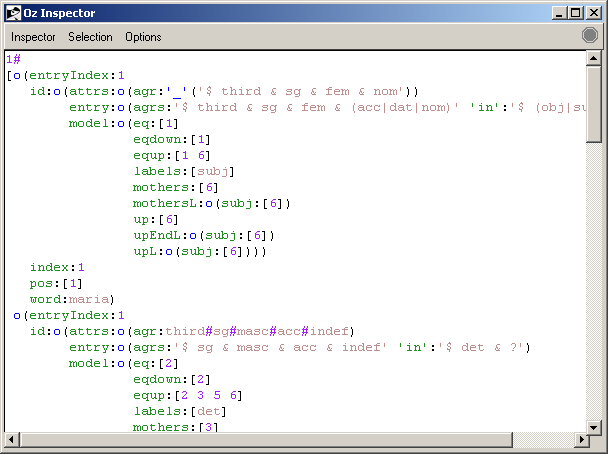 Oz Inspector
Inspector Selection Options
1#
[o(entryIndex:1
id:o(attrs:o(agr:'_'('$ third & sg & fem & nom'))
entry:o(agrs:'$ third & sg & fem & (acc|dat|nom)' 'in':'$ (obj|su
model:o(eq:[1]
eqdown:[1]
equp:[1 6]
labels:[subj]
mothers:[6]
mothersL:o(subj:[6])
up:[6]
upEndL:o(subj:[6])
upL:o(subj:[6])))
index:1
pos:[1]
word:maria)
o(entryIndex:1
id:o(attrs:o(agr:third#sg#masc#acc#indef)
entry:o(agrs:'$ sg & masc & acc & indef' 'in':'$ det & ?')
model:o(eq:[2]
eqdown:[2]
equp:[2 3 5 6]
labels:[det]
mothers:[3]